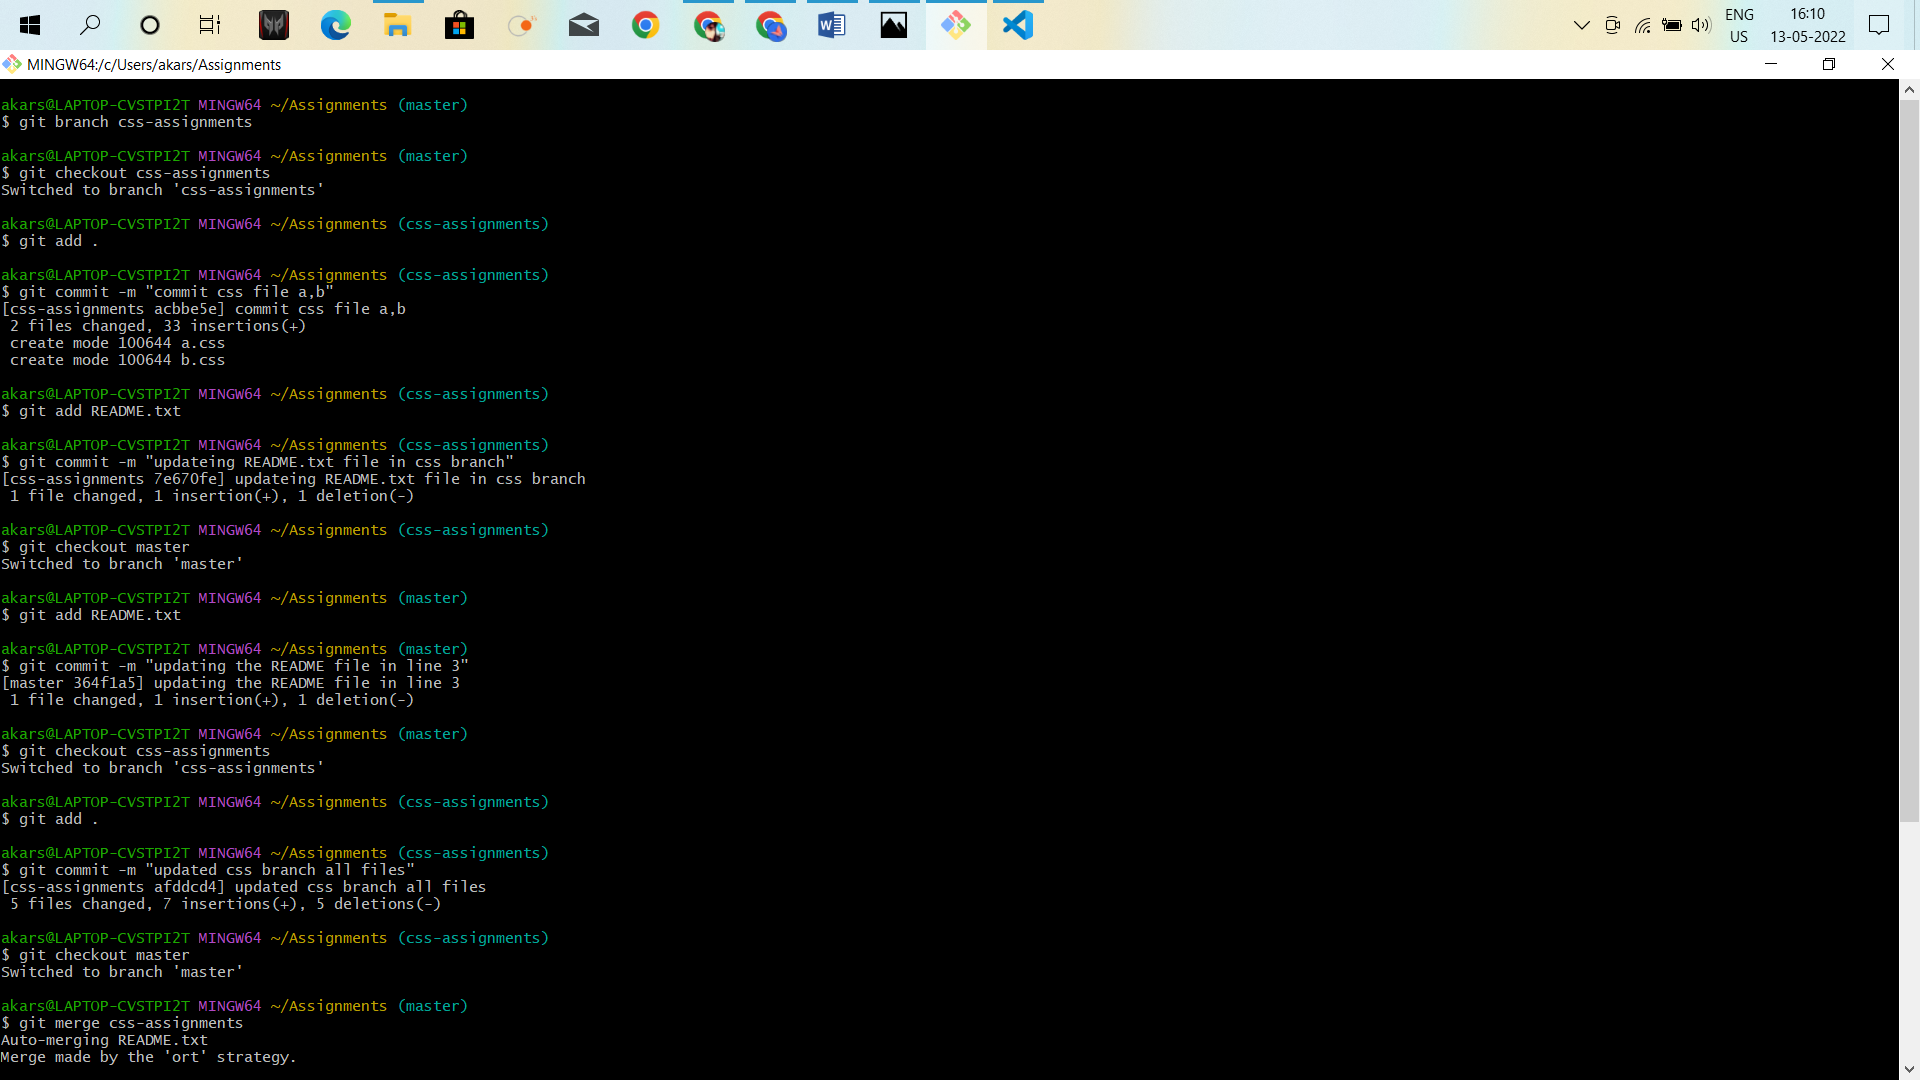 ENG
US
16:10
13-05-2022
MINGW64:/c/Users/akars/Assignments
akars@LAPTOP-CVSTPI2T MINGW64 ~/Assignments (master)
$ git branch css-assignments
akars@LAPTOP-CVSTPI2T MINGW64 ~/Assignments (master)
$ git checkout css-assignments
Switched to branch 'css-assignments'
akars@LAPTOP-CVSTPI2T MINGW64 ~/Assignments (css-assignments)
$ git add .
akars@LAPTOP-CVSTPI2T MINGW64 ~/Assignments (css-assignments)
$ git commit -m "commit css file a,b"
[css-assignments acbbe5e] commit css file a,b
 2 files changed, 33 insertions(+)
 create mode 100644 a.css
 create mode 100644 b.css
akars@LAPTOP-CVSTPI2T MINGW64 ~/Assignments (css-assignments)
$ git add README.txt
akars@LAPTOP-CVSTPI2T MINGW64 ~/Assignments (css-assignments)
$ git commit -m "updateing README.txt file in css branch"
[css-assignments 7e670fe] updateing README.txt file in css branch
 1 file changed, 1 insertion(+), 1 deletion(-)
akars@LAPTOP-CVSTPI2T MINGW64 ~/Assignments (css-assignments)
$ git checkout master
Switched to branch 'master'
akars@LAPTOP-CVSTPI2T MINGW64 ~/Assignments (master)
$ git add README.txt
akars@LAPTOP-CVSTPI2T MINGW64 ~/Assignments (master)
$ git commit -m "updating the README file in line 3"
[master 364f1a5] updating the README file in line 3
 1 file changed, 1 insertion(+), 1 deletion(-)
akars@LAPTOP-CVSTPI2T MINGW64 ~/Assignments (master)
$ git checkout css-assignments
Switched to branch 'css-assignments'
akars@LAPTOP-CVSTPI2T MINGW64 ~/Assignments (css-assignments)
$ git add .
akars@LAPTOP-CVSTPI2T MINGW64 ~/Assignments (css-assignments)
$ git commit -m "updated css branch all files"
[css-assignments afddcd4] updated css branch all files
 5 files changed, 7 insertions(+), 5 deletions(-)
akars@LAPTOP-CVSTPI2T MINGW64 ~/Assignments (css-assignments)
$ git checkout master
Switched to branch 'master'
akars@LAPTOP-CVSTPI2T MINGW64 ~/Assignments (master)
$ git merge css-assignments
Auto-merging README.txt
Merge made by the 'ort' strategy.